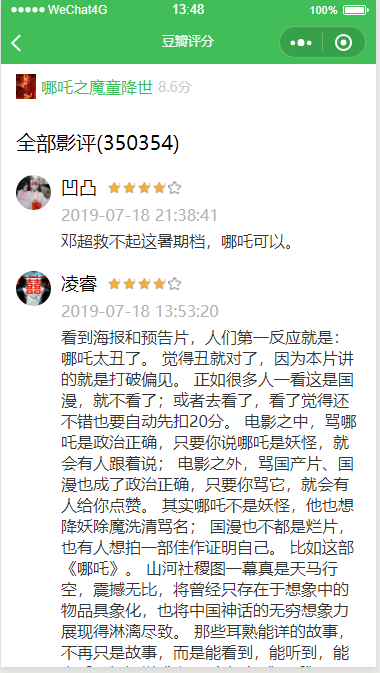 WeChat4G 13:48 100%
豆瓣评分
哪吒之魔童降世 8.6分
全部影评(350354)
凹凸
2019-07-18 21:38:41
邓超救不起这暑期档，哪吒可以。
凌睿
2019-07-18 13:53:20
看到海报和预告片，人们第一反应就是：
哪吒太丑了。 觉得丑就对了，因为本片讲
的就是打破偏见。 正如很多人一看这是国
漫，就不看了；或者去看了，看了觉得还
不错也要自动先扣20分。 电影之中，骂哪
吒是政治正确，只要你说哪吒是妖怪，就
会有人跟着说； 电影之外，骂国产片、国
漫也成了政治正确，只要你骂它，就会有
人给你点赞。 其实哪吒不是妖怪，他也想
降妖除魔洗清骂名； 国漫也不都是烂片，
也有人想拍一部佳作证明自己。 比如这部
《哪吒》。 山河社稷图一幕真是天马行
空，震撼无比，将曾经只存在于想象中的
物品具象化，也将中国神话的无穷想象力
展现得淋漓尽致。 那些耳熟能详的故事，
不再只是故事，而是能看到，能听到，能